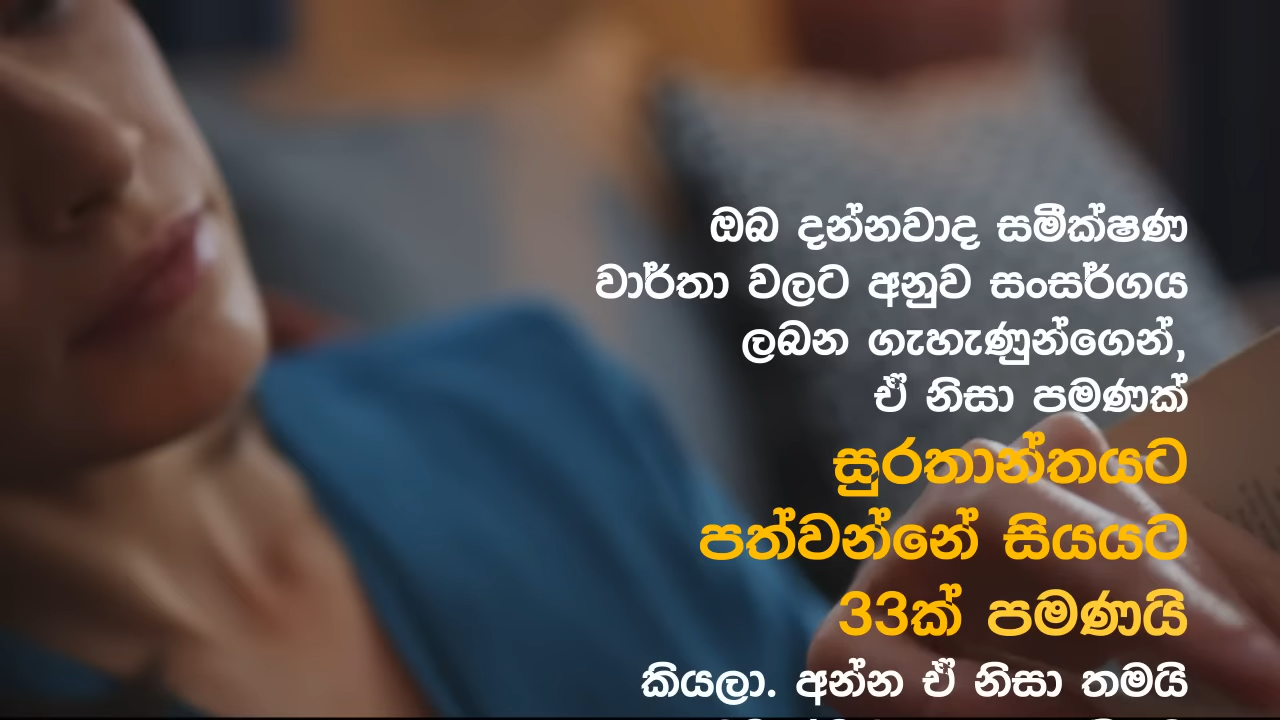 ඔබ දන්නවාද සමීක්ෂණ
වාර්තා වලට අනුව සංසර්ගය
ලබන ගැහැණුන්ගෙන්,
ඒ නිසා පමණක්
සුරතාන්තයට
පත්වන්නේ සියයට
33ක් පමණයි
කියලා. අන්න ඒ නිසා තමයි